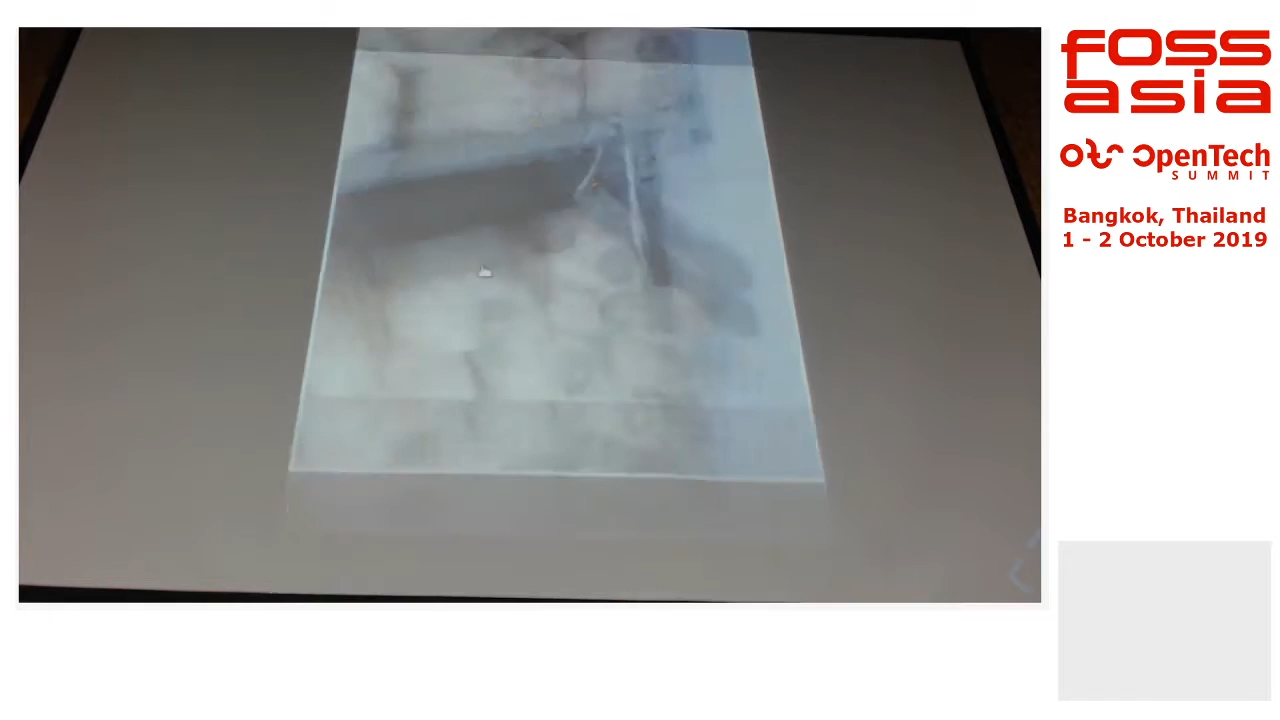 FOSS
asia
OpenTech
SUMMIT
Bangkok, Thailand
1 - 2 October 2019